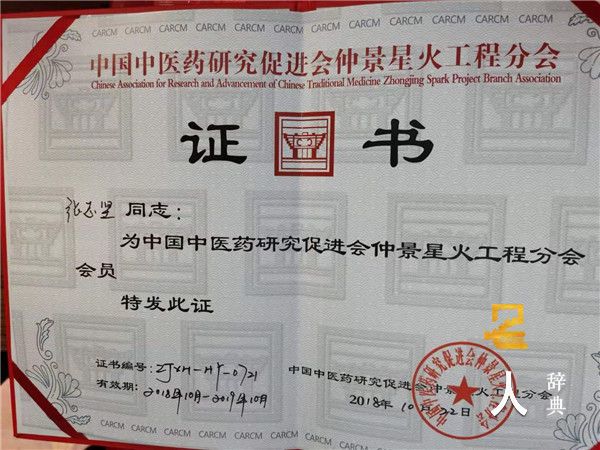 CARCM CARCM CARCM CARCM CARCM CARCM CARCM CARCM
中国中医药研究促进会仲景星火工程分会
Chinese Association for Research and Advancement of Chinese Traditional Medicine Zhongjing Spark Project Branch Association
证书
张志坚 同志：
为中国中医药研究促进会仲景星火工程分会
会员
特发此证
证书编号：ZJXH-HY-0721
有效期：2018年10月-2019年10月
中国中医药研究促进会仲景星火工程分会
2018年10月22日
人
辞典
CARCM CARCM CARCM CARCM CARCM CARCM CARCM